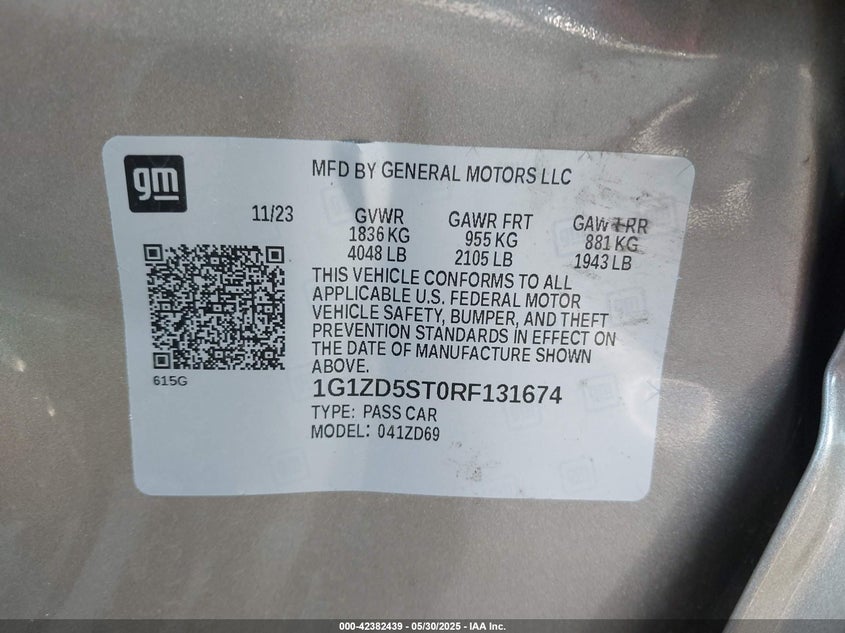 gm
MFD BY GENERAL MOTORS LLC
11/23
GVWR GAWR FRT GAWR RR
1836 KG 955 KG 881 KG
4048 LB 2105 LB 1943 LB
THIS VEHICLE CONFORMS TO ALL
APPLICABLE U.S. FEDERAL MOTOR
VEHICLE SAFETY, BUMPER, AND THEFT
PREVENTION STANDARDS IN EFFECT ON
THE DATE OF MANUFACTURE SHOWN
ABOVE.
615G
1G1ZD5ST0RF131674
TYPE: PASS CAR
MODEL: 041ZD69
000-42382439 - 05/30/2025 - IAA Inc.